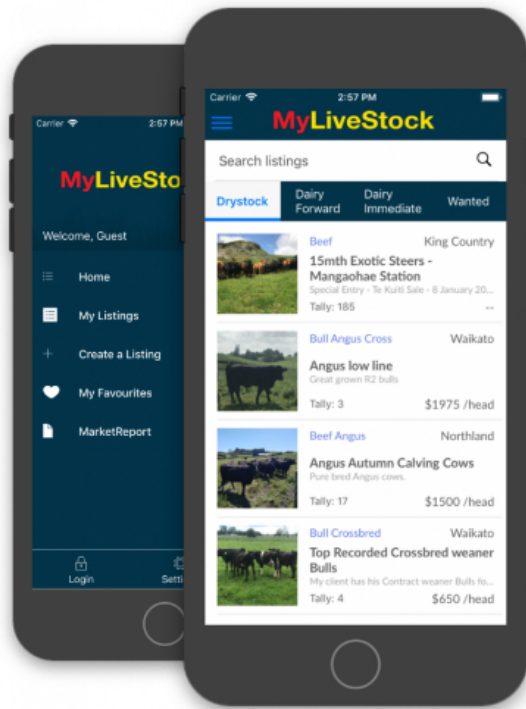 Carrier
2:57 PM
MyLiveSto
Welcome, Guest
Home
My Listings
Create a Listing
My Favourites
MarketReport
Login
Setti
Carrier
2:57 PM
MyLiveStock
Search listings
Drystock
Dairy
Forward
Dairy
Immediate
Wanted
Beef
King Country
15mth Exotic Steers -
Mangaohae Station
Special Entry - Te Kuiti Sale - 8 January 20...
Tally: 185
--
Bull Angus Cross
Waikato
Angus low line
Great grown R2 bulls
Tally: 3
$1975 /head
Beef Angus
Northland
Angus Autumn Calving Cows
Pure bred Angus cows.
Tally: 17
$1500 /head
Bull Crossbred
Waikato
Top Recorded Crossbred weaner
Bulls
My client has his Contract weaner Bulls fo...
Tally: 4
$650 /head